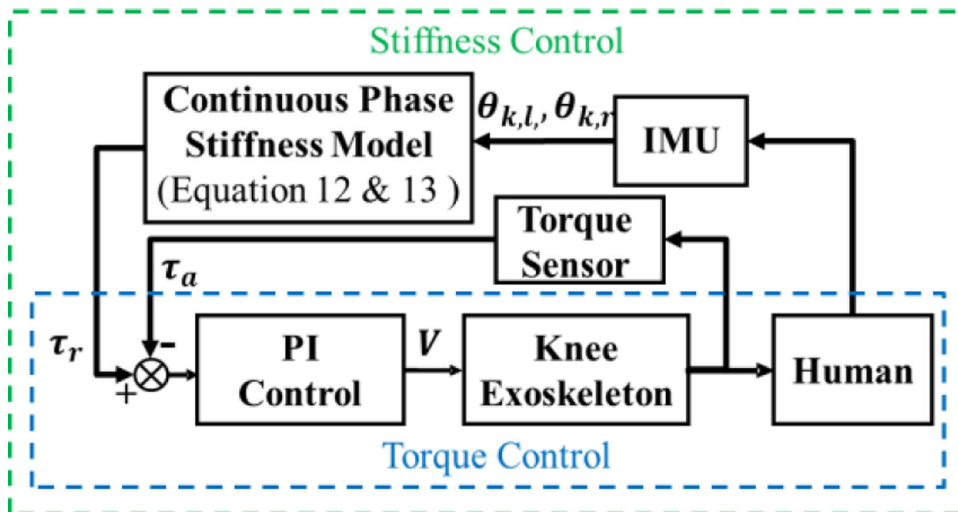 Stiffness Control
Continuous Phase
Stiffness Model
(Equation 12 & 13 )
θk,l,, θk,r
IMU
Torque
Sensor
τa
τr
+
-
PI
Control
V
Knee
Exoskeleton
Human
Torque Control